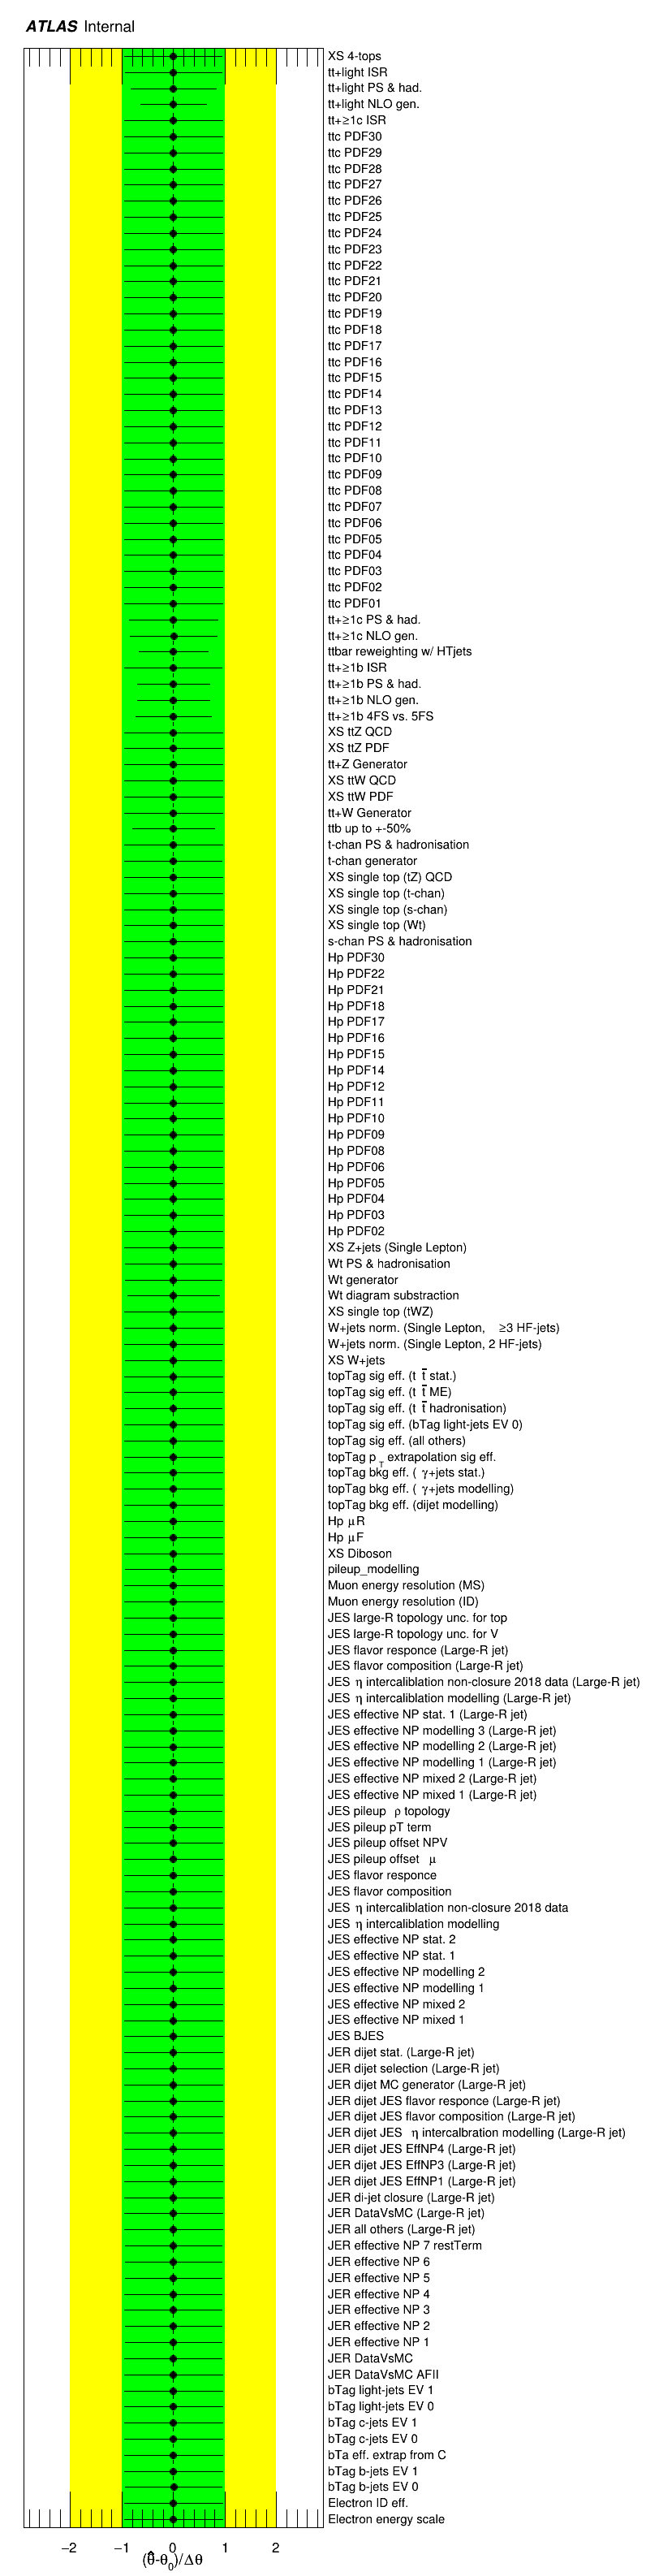 ATLAS Internal
XS 4-tops
tt+light ISR
tt+light PS & had.
tt+light NLO gen.
tt+≥1c ISR
ttc PDF30
ttc PDF29
ttc PDF28
ttc PDF27
ttc PDF26
ttc PDF25
ttc PDF24
ttc PDF23
ttc PDF22
ttc PDF21
ttc PDF20
ttc PDF19
ttc PDF18
ttc PDF17
ttc PDF16
ttc PDF15
ttc PDF14
ttc PDF13
ttc PDF12
ttc PDF11
ttc PDF10
ttc PDF09
ttc PDF08
ttc PDF07
ttc PDF06
ttc PDF05
ttc PDF04
ttc PDF03
ttc PDF02
ttc PDF01
tt+≥1c PS & had.
tt+≥1c NLO gen.
ttbar reweighting w/ HTjets
tt+≥1b ISR
tt+≥1b PS & had.
tt+≥1b NLO gen.
tt+≥1b 4FS vs. 5FS
XS ttZ QCD
XS ttZ PDF
tt+Z Generator
XS ttW QCD
XS ttW PDF
tt+W Generator
ttb up to +-50%
t-chan PS & hadronisation
t-chan generator
XS single top (tZ) QCD
XS single top (t-chan)
XS single top (s-chan)
XS single top (Wt)
s-chan PS & hadronisation
Hp PDF30
Hp PDF22
Hp PDF21
Hp PDF18
Hp PDF17
Hp PDF16
Hp PDF15
Hp PDF14
Hp PDF12
Hp PDF11
Hp PDF10
Hp PDF09
Hp PDF08
Hp PDF06
Hp PDF05
Hp PDF04
Hp PDF03
Hp PDF02
XS Z+jets (Single Lepton)
Wt PS & hadronisation
Wt generator
Wt diagram substraction
XS single top (tWZ)
W+jets norm. (Single Lepton, ≥3 HF-jets)
W+jets norm. (Single Lepton, 2 HF-jets)
XS W+jets
topTag sig eff. (t t̅ stat.)
topTag sig eff. (t t̅ ME)
topTag sig eff. (t t̅ hadronisation)
topTag sig eff. (bTag light-jets EV 0)
topTag sig eff. (all others)
topTag p_T extrapolation sig eff.
topTag bkg eff. ( γ+jets stat.)
topTag bkg eff. ( γ+jets modelling)
topTag bkg eff. (dijet modelling)
Hp μR
Hp μF
XS Diboson
pileup_modelling
Muon energy resolution (MS)
Muon energy resolution (ID)
JES large-R topology unc. for top
JES large-R topology unc. for V
JES flavor responce (Large-R jet)
JES flavor composition (Large-R jet)
JES η intercaliblation non-closure 2018 data (Large-R jet)
JES η intercaliblation modelling (Large-R jet)
JES effective NP stat. 1 (Large-R jet)
JES effective NP modelling 3 (Large-R jet)
JES effective NP modelling 2 (Large-R jet)
JES effective NP modelling 1 (Large-R jet)
JES effective NP mixed 2 (Large-R jet)
JES effective NP mixed 1 (Large-R jet)
JES pileup ρ topology
JES pileup pT term
JES pileup offset NPV
JES pileup offset μ
JES flavor responce
JES flavor composition
JES η intercaliblation non-closure 2018 data
JES η intercaliblation modelling
JES effective NP stat. 2
JES effective NP stat. 1
JES effective NP modelling 2
JES effective NP modelling 1
JES effective NP mixed 2
JES effective NP mixed 1
JES BJES
JER dijet stat. (Large-R jet)
JER dijet selection (Large-R jet)
JER dijet MC generator (Large-R jet)
JER dijet JES flavor responce (Large-R jet)
JER dijet JES flavor composition (Large-R jet)
JER dijet JES η intercalbration modelling (Large-R jet)
JER dijet JES EffNP4 (Large-R jet)
JER dijet JES EffNP3 (Large-R jet)
JER dijet JES EffNP1 (Large-R jet)
JER di-jet closure (Large-R jet)
JER DataVsMC (Large-R jet)
JER all others (Large-R jet)
JER effective NP 7 restTerm
JER effective NP 6
JER effective NP 5
JER effective NP 4
JER effective NP 3
JER effective NP 2
JER effective NP 1
JER DataVsMC
JER DataVsMC AFII
bTag light-jets EV 1
bTag light-jets EV 0
bTag c-jets EV 1
bTag c-jets EV 0
bTa eff. extrap from C
bTag b-jets EV 1
bTag b-jets EV 0
Electron ID eff.
Electron energy scale
−2 −1 0 1 2
(θ̂-θ₀)/Δθ